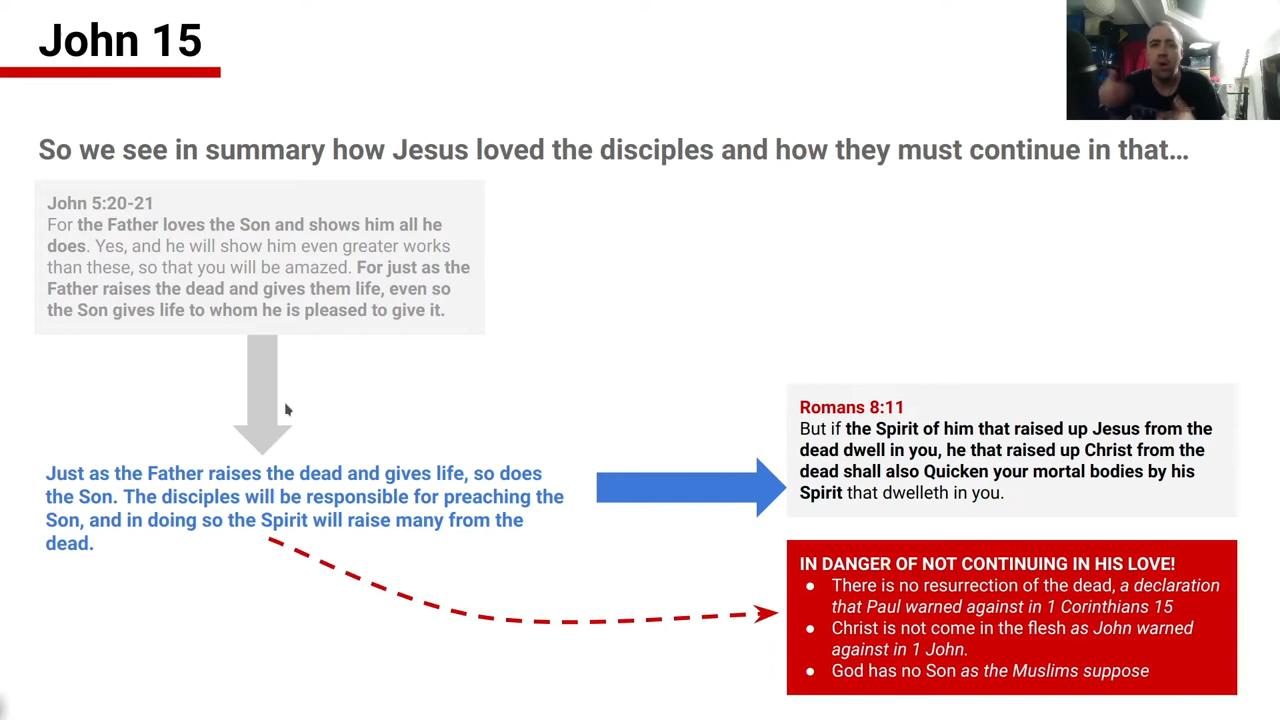 John 15
So we see in summary how Jesus loved the disciples and how they must continue in that...
John 5:20-21
For the Father loves the Son and shows him all he
does. Yes, and he will show him even greater works
than these, so that you will be amazed. For just as the
Father raises the dead and gives them life, even so
the Son gives life to whom he is pleased to give it.
Just as the Father raises the dead and gives life, so does
the Son. The disciples will be responsible for preaching the
Son, and in doing so the Spirit will raise many from the
dead.
Romans 8:11
But if the Spirit of him that raised up Jesus from the
dead dwell in you, he that raised up Christ from the
dead shall also Quicken your mortal bodies by his
Spirit that dwelleth in you.
IN DANGER OF NOT CONTINUING IN HIS LOVE!
● There is no resurrection of the dead, a declaration
that Paul warned against in 1 Corinthians 15
● Christ is not come in the flesh as John warned
against in 1 John.
● God has no Son as the Muslims suppose